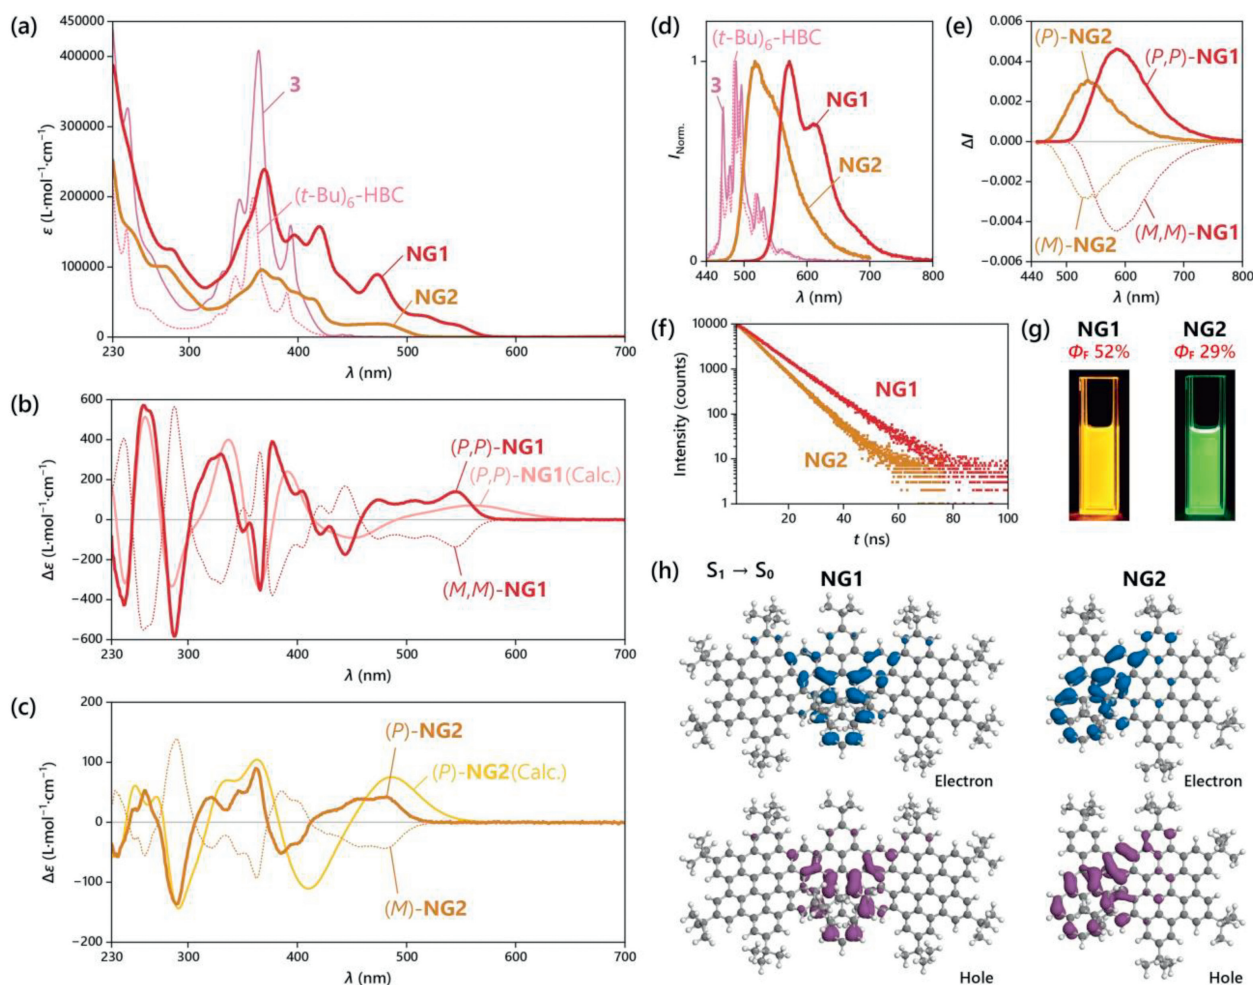 (a)
450000
400000
300000
200000
100000
0
ε (L·mol⁻¹·cm⁻¹)
3
(t-Bu)₆-HBC
NG1
NG2
230
300
400
500
600
700
λ (nm)
(b)
600
400
200
0
−200
−400
−600
Δε (L·mol⁻¹·cm⁻¹)
(P,P)-NG1
(P,P)-NG1(Calc.)
(M,M)-NG1
230
300
400
500
600
700
λ (nm)
(c)
200
100
0
−100
−200
Δε (L·mol⁻¹·cm⁻¹)
(P)-NG2
(P)-NG2(Calc.)
(M)-NG2
230
300
400
500
600
700
λ (nm)
(d)
1
0
I Norm.
(t-Bu)₆-HBC
3
NG1
NG2
440
500
600
700
800
λ (nm)
(e)
0.006
0.004
0.002
0.000
−0.002
−0.004
−0.006
ΔI
(P)-NG2
(P,P)-NG1
(M)-NG2
(M,M)-NG1
440
500
600
700
800
λ (nm)
(f)
10000
1000
100
10
1
Intensity (counts)
NG1
NG2
20
40
60
80
100
t (ns)
(g)
NG1
ΦF 52%
NG2
ΦF 29%
(h)
S₁ → S₀
NG1
NG2
Electron
Electron
Hole
Hole